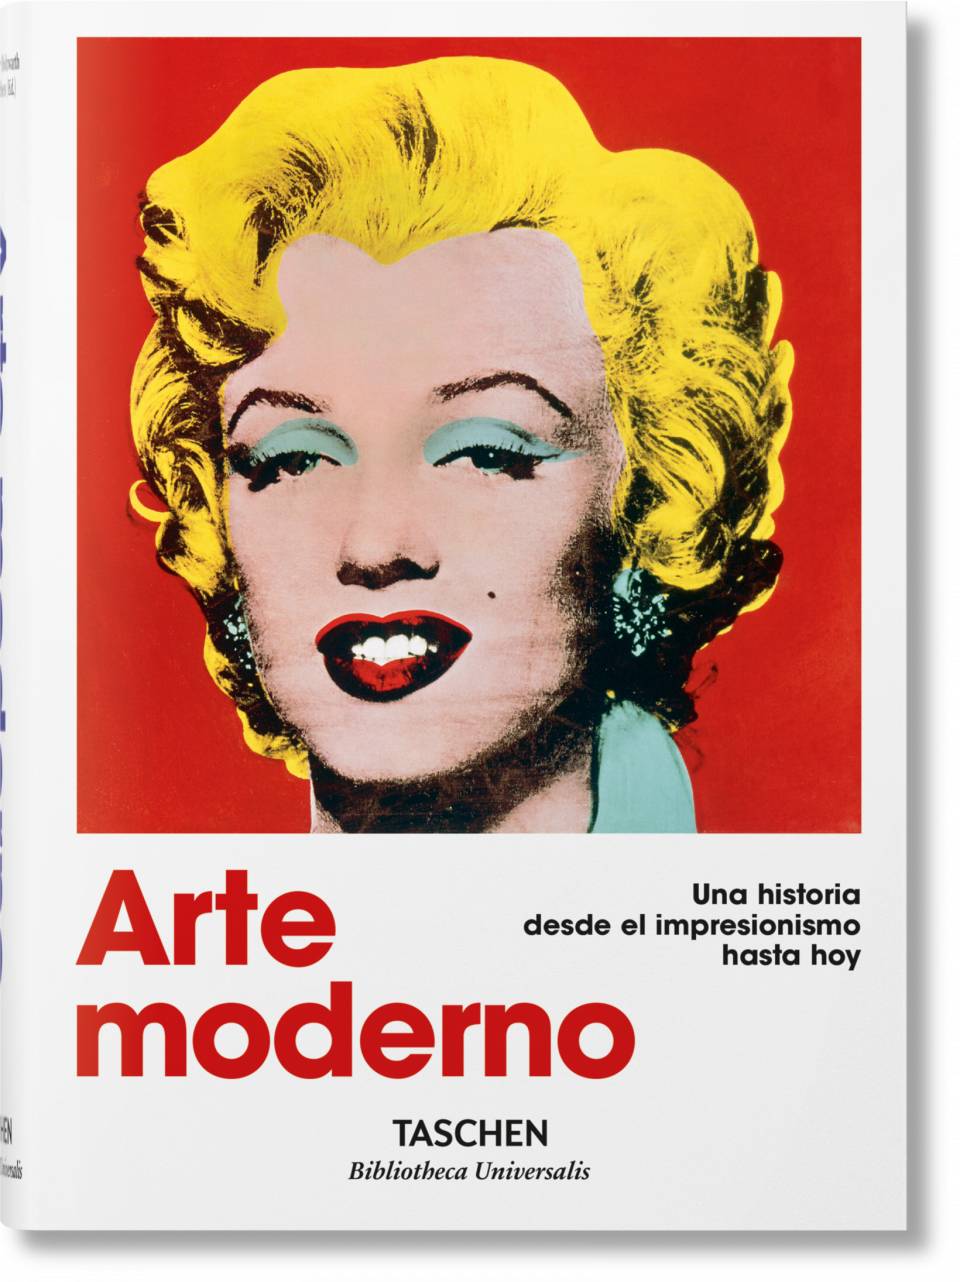 Arte
moderno
Una historia
desde el impresionismo
hasta hoy
TASCHEN
Bibliotheca Universalis